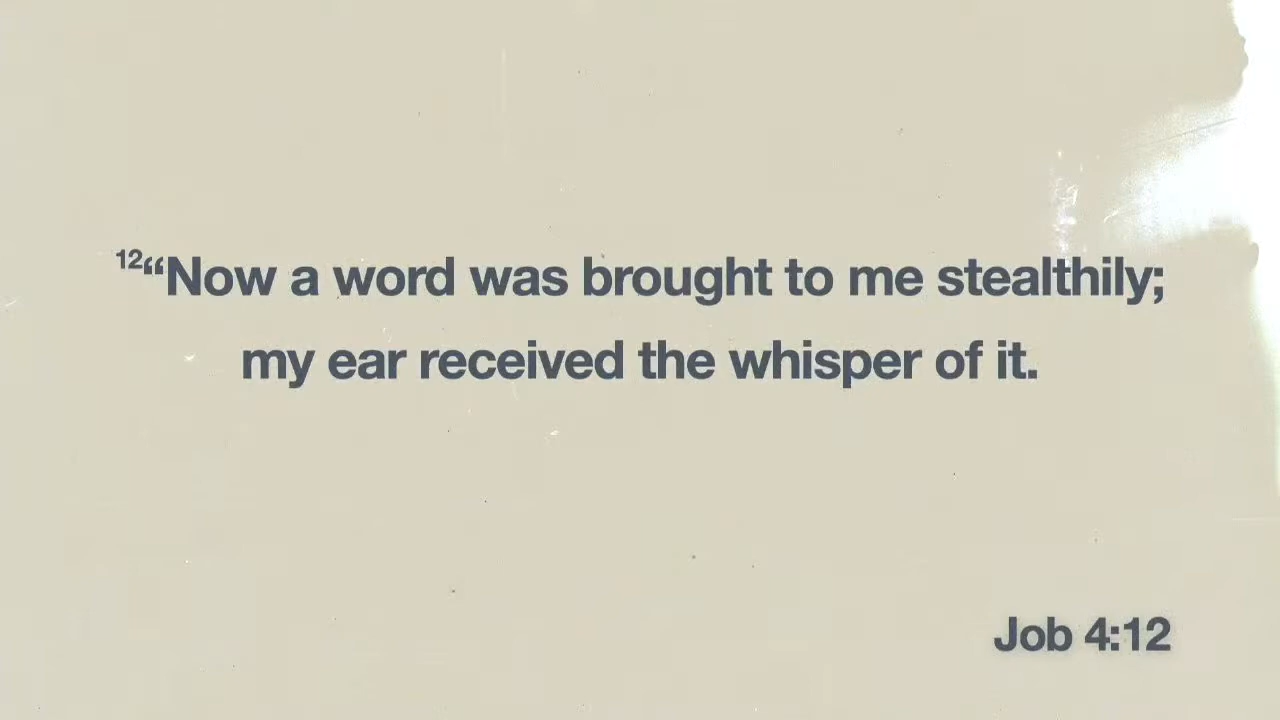 12“Now a word was brought to me stealthily;
my ear received the whisper of it.
Job 4:12